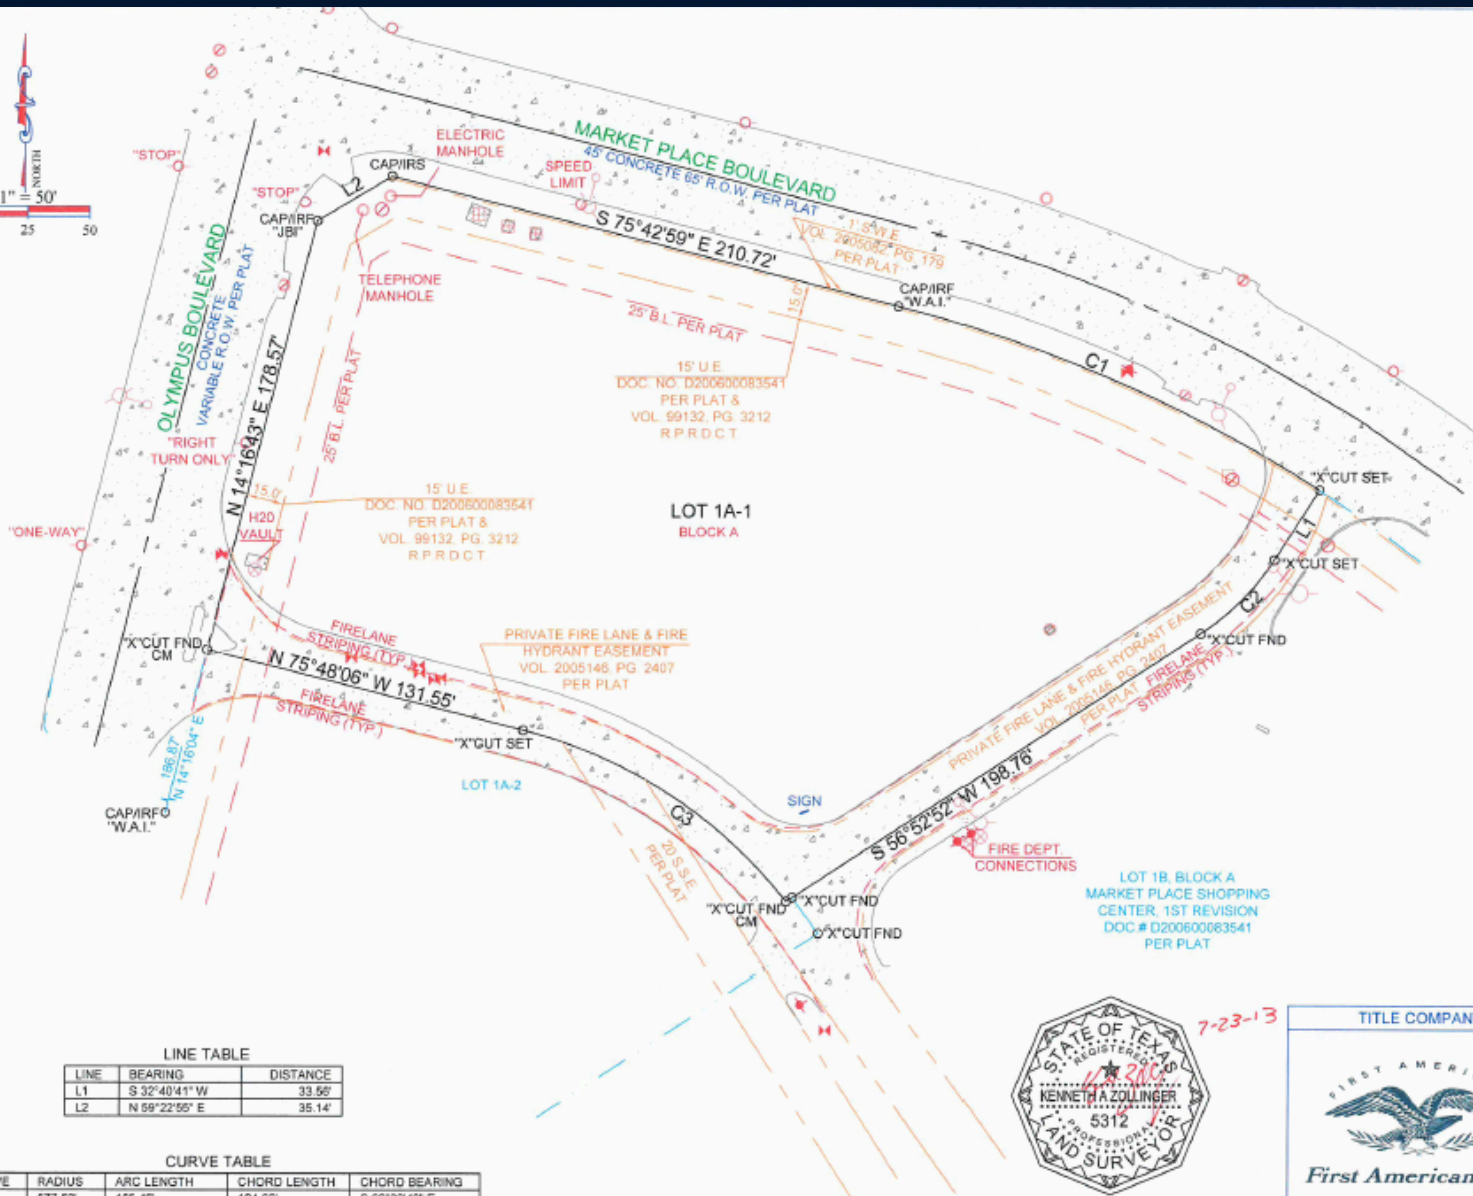 NORTH
1" = 50'
25 50
"STOP"
"STOP"
ELECTRIC
MANHOLE
CAP/IRS
L2
CAP/IRF
"JBI"
SPEED
LIMIT
MARKET PLACE BOULEVARD
45' CONCRETE 65' R.O.W. PER PLAT
S 75°42'59" E 210.72'
1' S.W.E.
VOL. 2005082, PG. 179
PER PLAT
CAP/IRF
"W.A.I."
15.0'
C1
TELEPHONE
MANHOLE
25' B.L. PER PLAT
OLYMPUS BOULEVARD
CONCRETE
VARIABLE R.O.W. PER PLAT
N 14°16'43" E 178.57'
25' B.L. PER PLAT
15' U.E.
DOC. NO. D200600083541
PER PLAT &
VOL. 99132, PG. 3212
R P R D C T
"RIGHT
TURN ONLY"
15.0'
H20
VAULT
15' U.E.
DOC. NO. D200600083541
PER PLAT &
VOL. 99132, PG. 3212
R P R D C T
LOT 1A-1
BLOCK A
"ONE-WAY"
"X"CUT SET
L1
"X"CUT SET
C2
"X"CUT FND
"X"CUT FND
CM
FIRELANE
STRIPING (TYP.)
N 75°48'06" W 131.55'
FIRELANE
STRIPING (TYP.)
PRIVATE FIRE LANE & FIRE
HYDRANT EASEMENT
VOL. 2005146, PG. 2407
PER PLAT
PRIVATE FIRE LANE & FIRE HYDRANT EASEMENT
VOL. 2005146, PG. 2407
PER PLAT
FIRELANE
STRIPING (TYP.)
"X"CUT SET
186.87'
N 14°16'04" E
CAP/IRF
"W.A.I."
LOT 1A-2
C3
SIGN
S 56°52'52" W 198.76'
20' S.S.E.
PER PLAT
FIRE DEPT.
CONNECTIONS
"X"CUT FND
CM
"X"CUT FND
"X"CUT FND
LOT 1B, BLOCK A
MARKET PLACE SHOPPING
CENTER, 1ST REVISION
DOC.# D200600083541
PER PLAT
STATE OF TEXAS
REGISTERED
KENNETH A ZOLLINGER
5312
PROFESSIONAL
LAND SURVEYOR
7-23-13
TITLE COMPAN
FIRST AMERI
First American
LINE TABLE
LINE BEARING DISTANCE
L1 S 32°40'41" W 33.56'
L2 N 59°22'55" E 35.14'
CURVE TABLE
RADIUS ARC LENGTH CHORD LENGTH CHORD BEARING